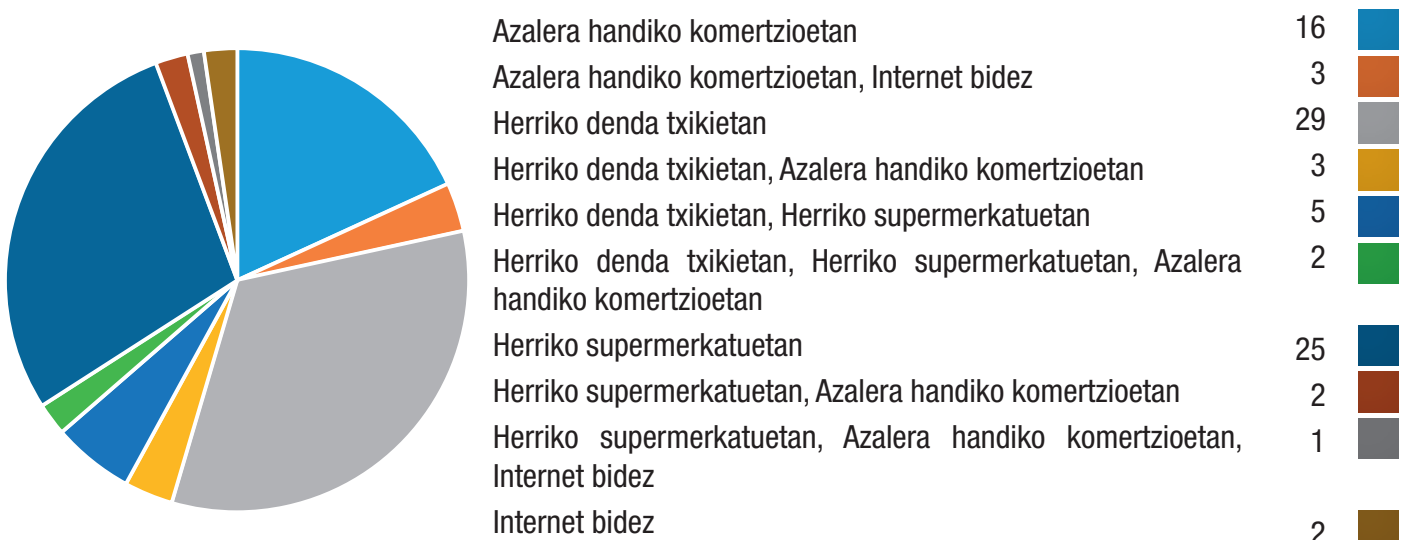 Azalera handiko komertzioetan 16
Azalera handiko komertzioetan, Internet bidez 3
Herriko denda txikietan 29
Herriko denda txikietan, Azalera handiko komertzioetan 3
Herriko denda txikietan, Herriko supermerkatuetan 5
Herriko denda txikietan, Herriko supermerkatuetan, Azalera 2
handiko komertzioetan
Herriko supermerkatuetan 25
Herriko supermerkatuetan, Azalera handiko komertzioetan 2
Herriko supermerkatuetan, Azalera handiko komertzioetan, 1
Internet bidez
Internet bidez 2